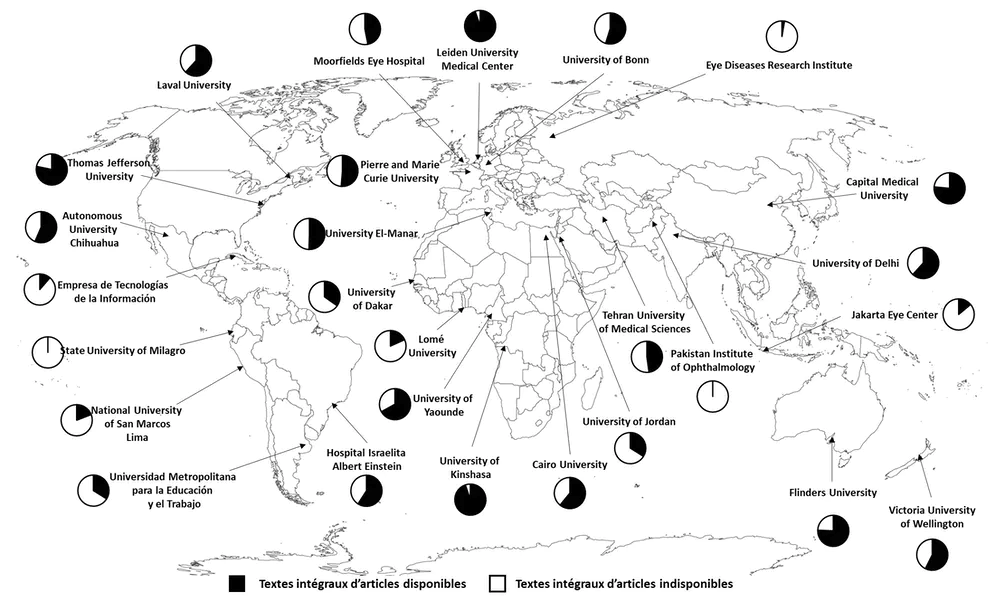 Moorfields Eye Hospital
Leiden University
Medical Center
University of Bonn
Eye Diseases Research Institute
Laval University
Thomas Jefferson
University
Pierre and Marie
Curie University
Capital Medical
University
Autonomous
University
Chihuahua
University El-Manar
University of Delhi
Empresa de Tecnologías
de la Información
University
of Dakar
Tehran University
of Medical Sciences
Jakarta Eye Center
State University of Milagro
Lomé
University
Pakistan Institute
of Ophthalmology
National University
of San Marcos
Lima
University of
Yaounde
University of Jordan
Universidad Metropolitana
para la Educación
y el Trabajo
Hospital Israelita
Albert Einstein
University of
Kinshasa
Cairo University
Flinders University
Victoria University
of Wellington
Textes intégraux d’articles disponibles
Textes intégraux d’articles indisponibles